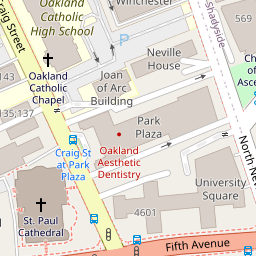 Oakland
Catholic
High School
Craig Street
Winchester
-Shadyside
569
Neville
House
Oakland
Catholic
Chapel
Joan
of Arc
Building
135;137
Park
Plaza
Craig St
at Park
Plaza
Oakland
Aesthetic
Dentistry
University
Square
North Nev
St. Paul
Cathedral
4601
Fifth Avenue